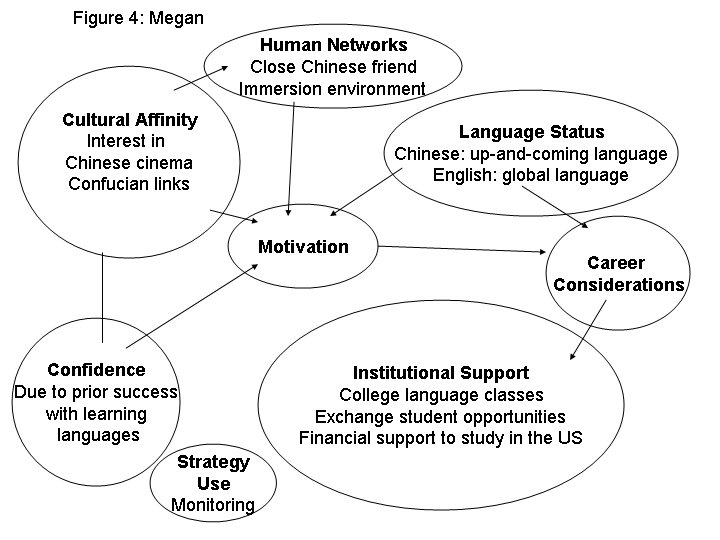 Figure 4: Megan
Human Networks
Close Chinese friend
Immersion environment
Cultural Affinity
Interest in
Chinese cinema
Confucian links
Language Status
Chinese: up-and-coming language
English: global language
Motivation
Career
Considerations
Confidence
Due to prior success
with learning
languages
Institutional Support
College language classes
Exchange student opportunities
Financial support to study in the US
Strategy
Use
Monitoring